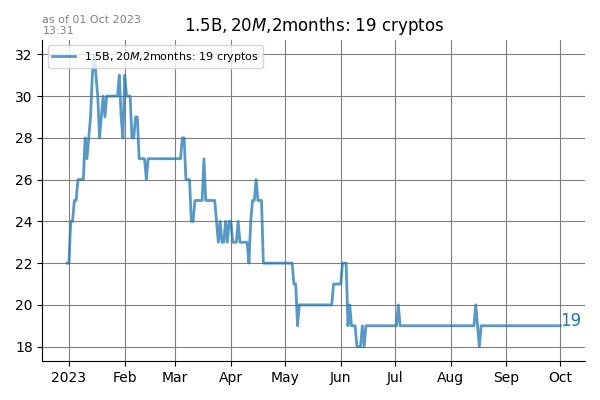 as of 01 Oct 2023
13:31
1.5B, 20M,2months: 19 cryptos
1.5B, 20M,2months: 19 cryptos
32
30
28
26
24
22
20
18
19
2023 Feb Mar Apr May Jun Jul Aug Sep Oct